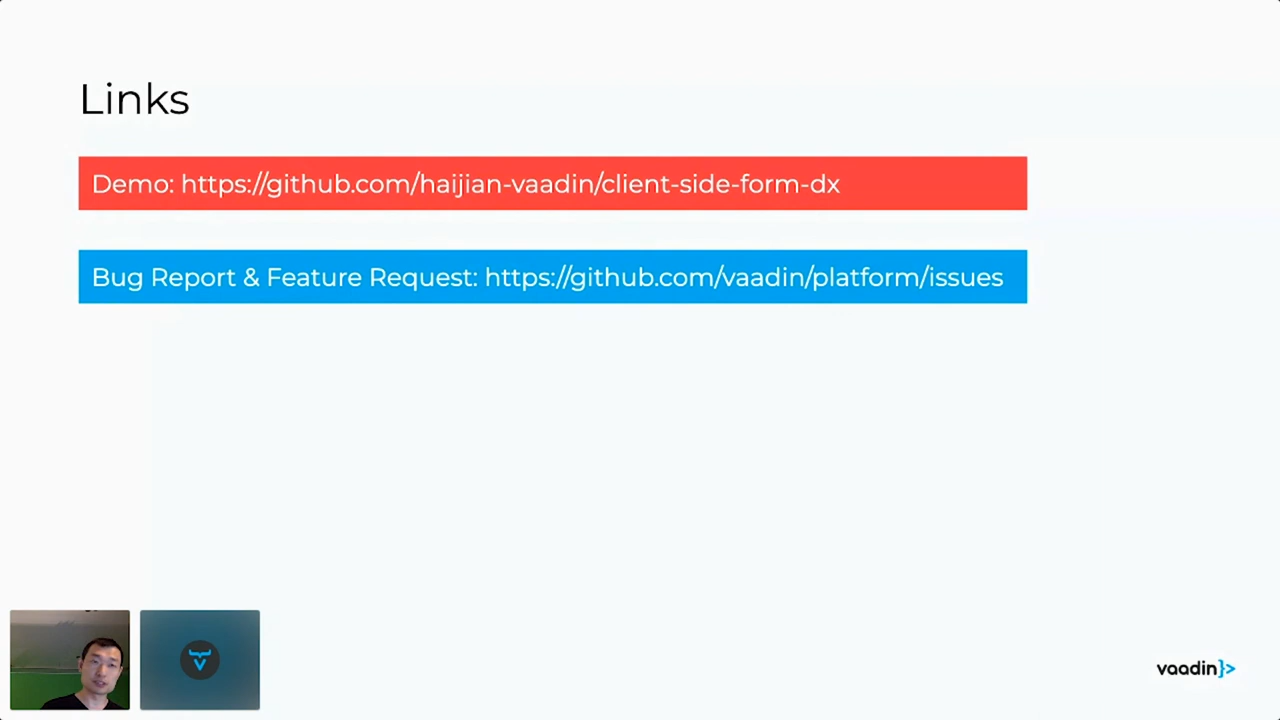 Links
Demo: https://github.com/haijian-vaadin/client-side-form-dx
Bug Report & Feature Request: https://github.com/vaadin/platform/issues
vaadin}>